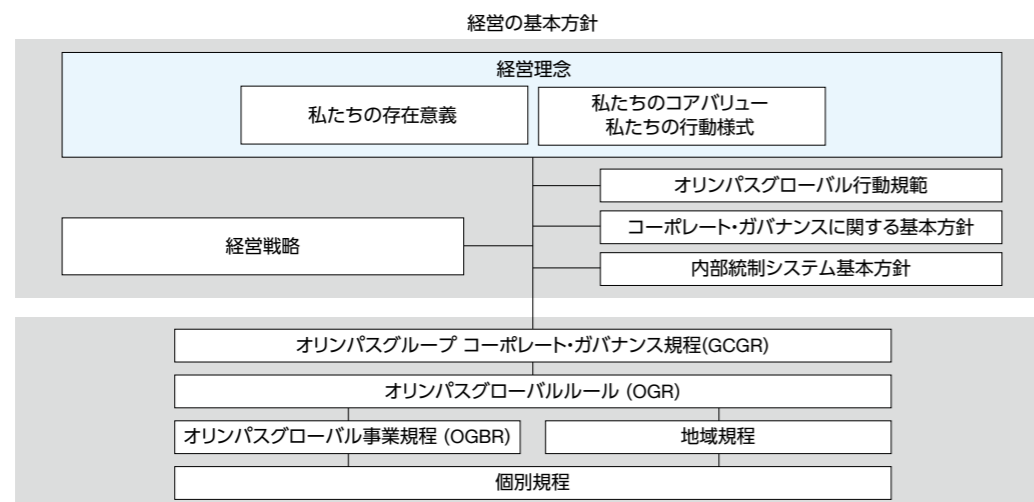 経営の基本方針
経営理念
私たちの存在意義
私たちのコアバリュー
私たちの行動様式
オリンパスグローバル行動規範
経営戦略
コーポレート・ガバナンスに関する基本方針
内部統制システム基本方針
オリンパスグループ コーポレート・ガバナンス規程(GCGR)
オリンパスグローバルルール (OGR)
オリンパスグローバル事業規程 (OGBR)
地域規程
個別規程